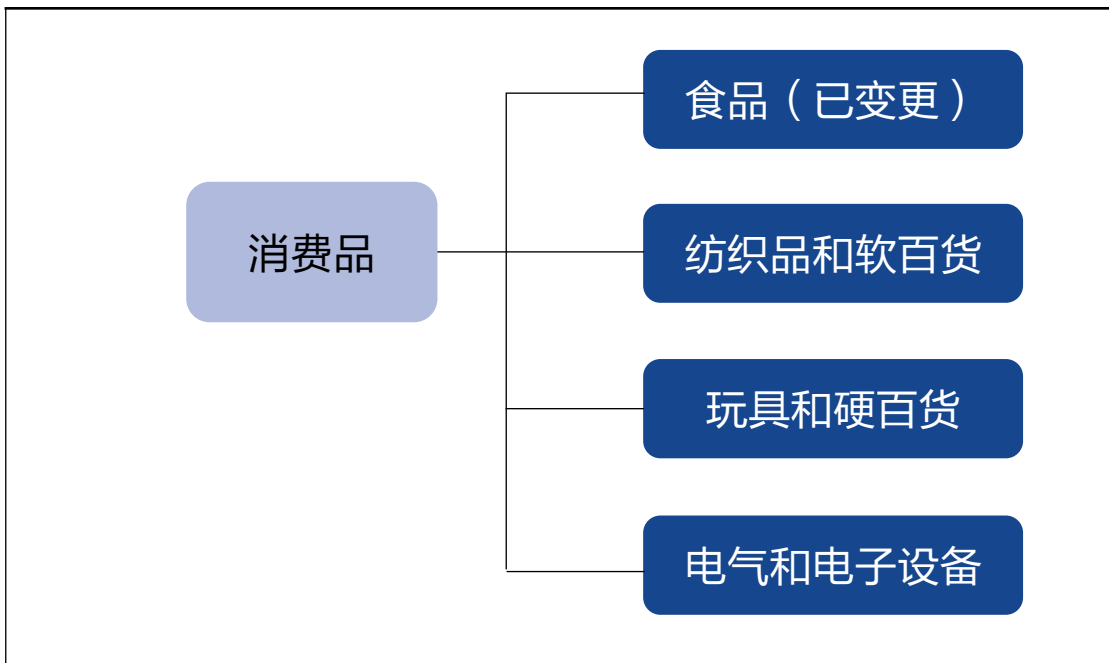 食品（已变更）
消费品
纺织品和软百货
玩具和硬百货
电气和电子设备